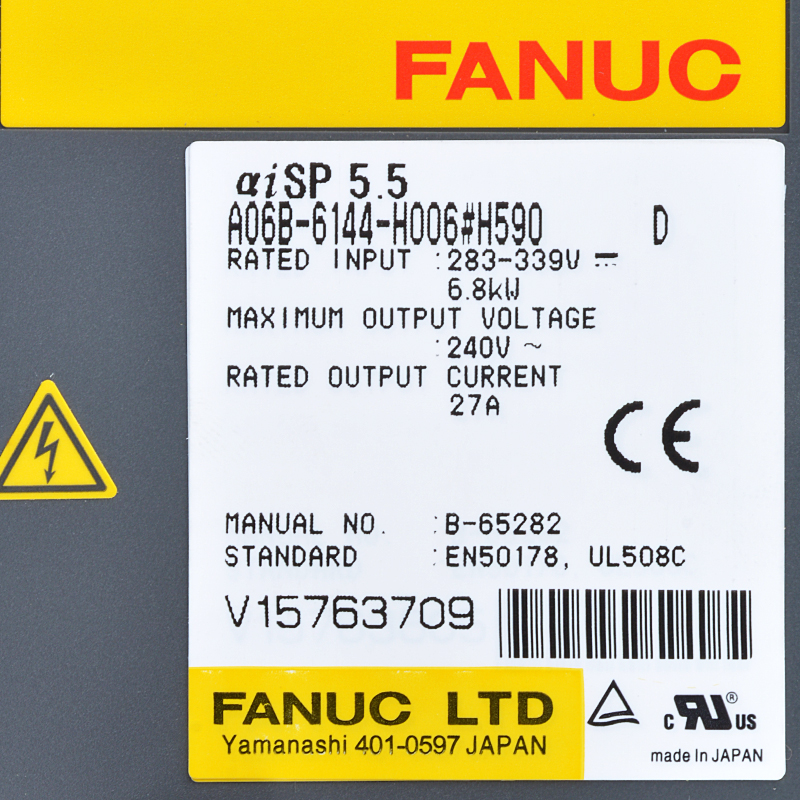 FANUC
αiSP 5.5
A06B-6144-H006#H590 D
RATED INPUT :283-339V ⎓
6.8kW
MAXIMUM OUTPUT VOLTAGE
:240V ~
RATED OUTPUT CURRENT
27A
CE
MANUAL NO. :B-65282
STANDARD :EN50178, UL508C
V15763709
FANUC LTD
Yamanashi 401-0597 JAPAN
c RU® US
made In JAPAN